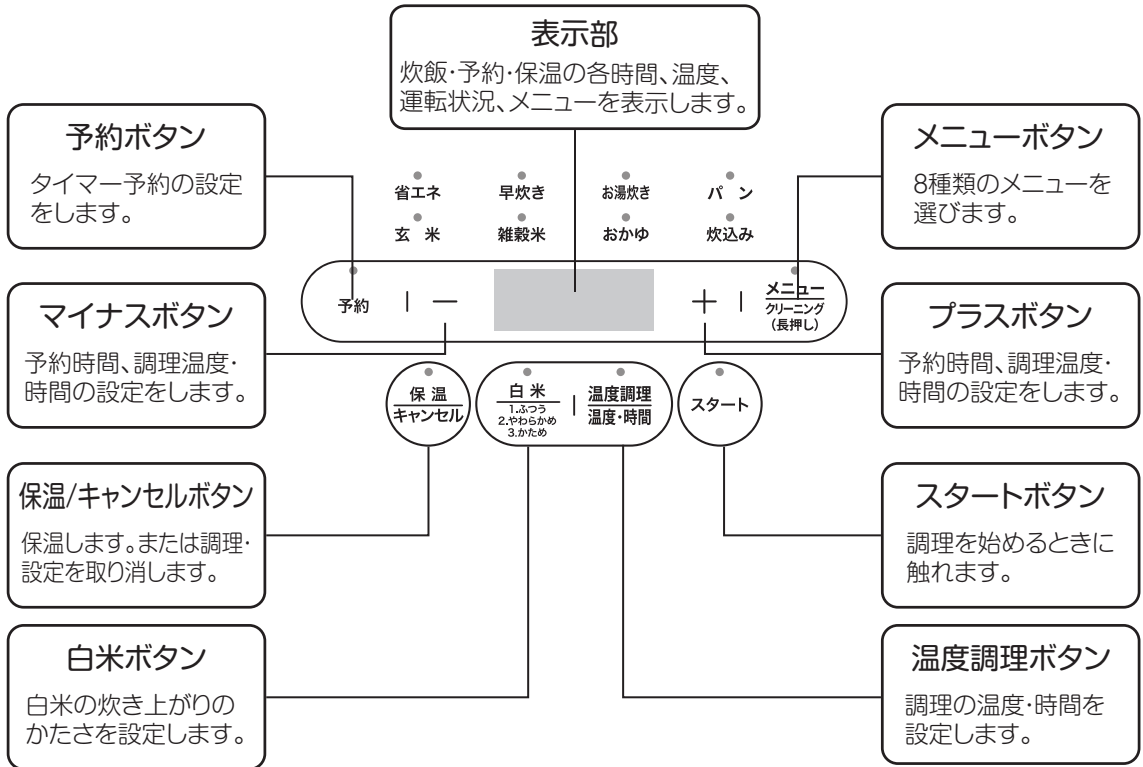 表示部
炊飯･予約･保温の各時間、温度、
運転状況、メニューを表示します。
予約ボタン
タイマー予約の設定
をします。
メニューボタン
8種類のメニューを
選びます。
省エネ
早炊き
お湯炊き
パン
玄米
雑穀米
おかゆ
炊込み
予約
|
—
+
|
メニュー
クリーニング
(長押し)
マイナスボタン
予約時間、調理温度･
時間の設定をします。
プラスボタン
予約時間、調理温度･
時間の設定をします。
保温
キャンセル
白米
1.ふつう
2.やわらかめ
3.かため
|
温度調理
温度･時間
スタート
保温/キャンセルボタン
保温します。または調理･
設定を取り消します。
スタートボタン
調理を始めるときに
触れます。
白米ボタン
白米の炊き上がりの
かたさを設定します。
温度調理ボタン
調理の温度･時間を
設定します。